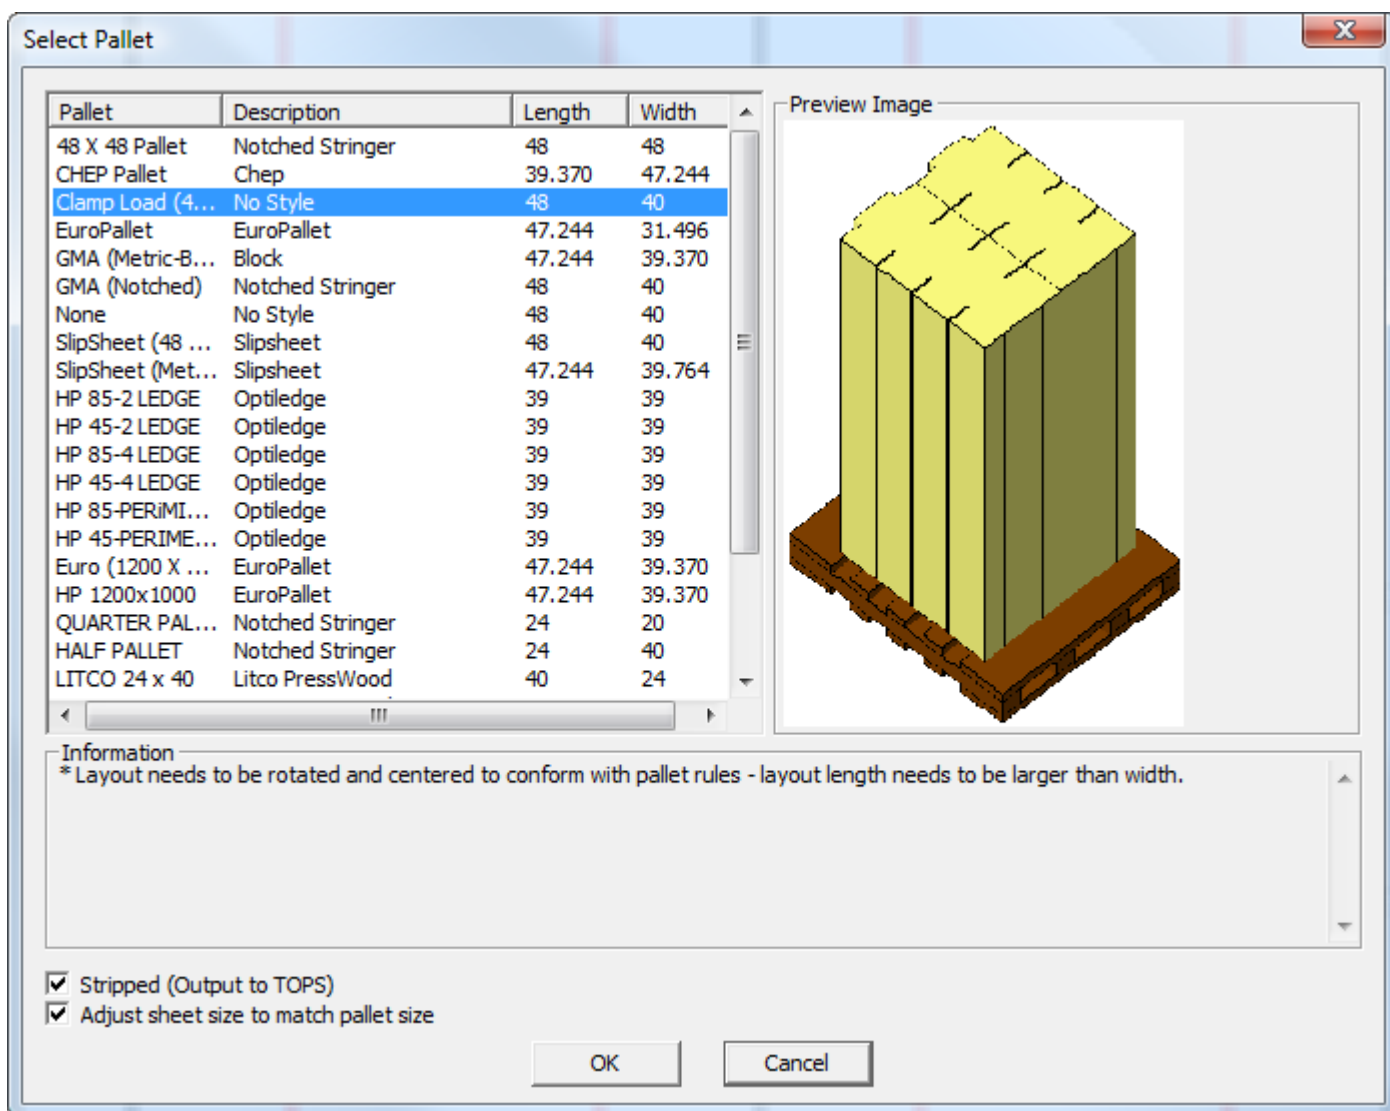 Select Pallet
Pallet Description Length Width
48 X 48 Pallet Notched Stringer 48 48
CHEP Pallet Chep 39.370 47.244
Clamp Load (4... No Style 48 40
EuroPallet EuroPallet 47.244 31.496
GMA (Metric-B... Block 47.244 39.370
GMA (Notched) Notched Stringer 48 40
None No Style 48 40
SlipSheet (48 ... Slipsheet 48 40
SlipSheet (Met... Slipsheet 47.244 39.764
HP 85-2 LEDGE Optiledge 39 39
HP 45-2 LEDGE Optiledge 39 39
HP 85-4 LEDGE Optiledge 39 39
HP 45-4 LEDGE Optiledge 39 39
HP 85-PERiMI... Optiledge 39 39
HP 45-PERIME... Optiledge 39 39
Euro (1200 X ... EuroPallet 47.244 39.370
HP 1200x1000 EuroPallet 47.244 39.370
QUARTER PAL... Notched Stringer 24 20
HALF PALLET Notched Stringer 24 40
LITCO 24 x 40 Litco PressWood 40 24
Preview Image
Information
* Layout needs to be rotated and centered to conform with pallet rules - layout length needs to be larger than width.
Stripped (Output to TOPS)
Adjust sheet size to match pallet size
OK Cancel